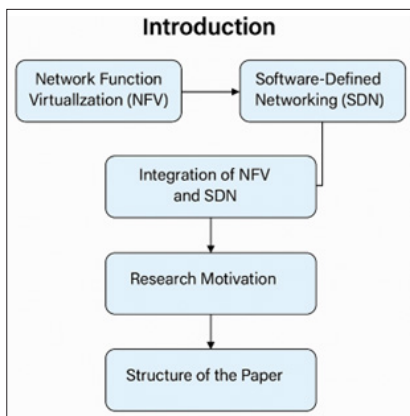 Introduction
Network Function
Virtuallzation (NFV)
Software-Defined
Networking (SDN)
Integration of NFV
and SDN
Research Motivation
Structure of the Paper